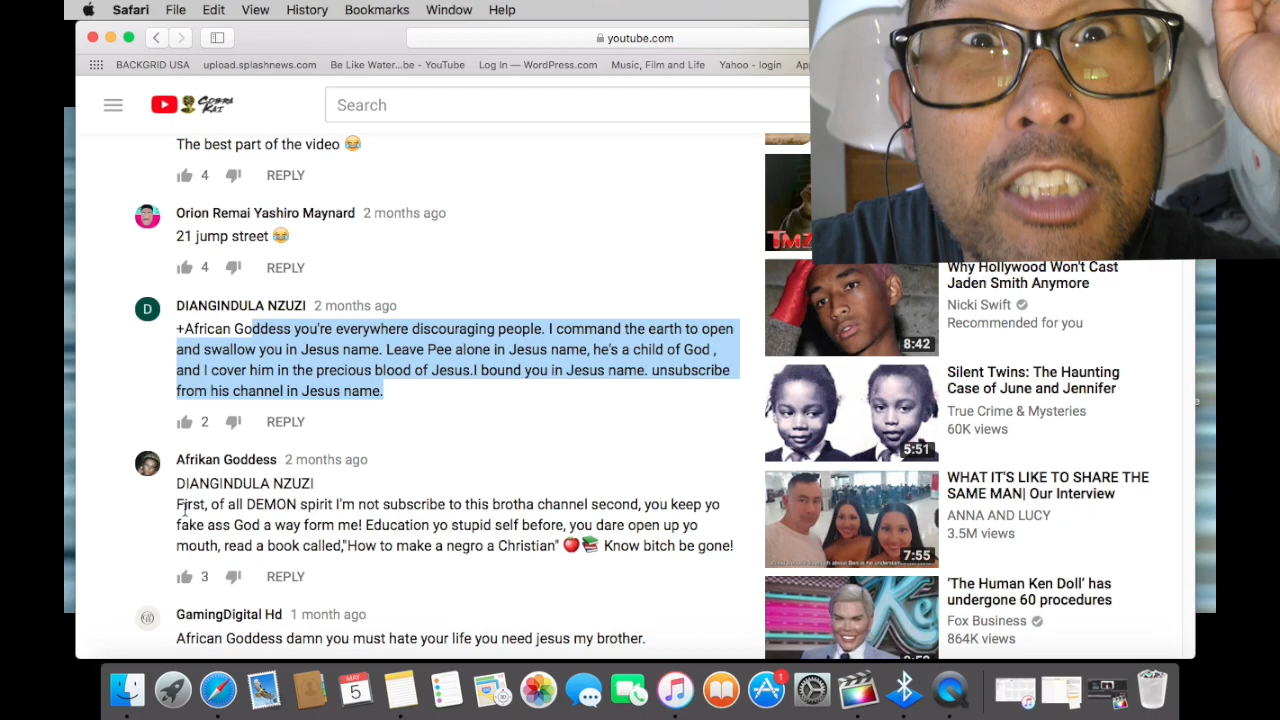 Safari File Edit View History Bookmarks Window Help
youtube.com
BACKGRID USA upload.splashnews.com Be Like Water...be - YouTube Log In — WordPress.com Music, Film and Life Yahoo - login
COBRA KAI
Search
The best part of the video 😂
4 REPLY
Orion Remai Yashiro Maynard 2 months ago
21 jump street 😂
4 REPLY
D
DIANGINDULA NZUZI 2 months ago
+African Goddess you're everywhere discouraging people. I command the earth to open
and swallow you in Jesus name. Leave Pee alone in Jesus name, he's a child of God ,
and I cover him in the precious blood of Jesus.I bound you in Jesus name. unsubscribe
from his channel in Jesus name.
2 REPLY
Afrikan Goddess 2 months ago
DIANGINDULA NZUZI
First, of all DEMON spirit I'm not subscribe to this brotha channel second, you keep yo
fake ass God a way form me! Education yo stupid self before, you dare open up yo
mouth, read a book called,"How to make a negro a Christian" 🍎📚 Know bitch be gone!
3 REPLY
GamingDigital Hd 1 month ago
African Goddess damn you must hate your life you need jesus my brother.
TMZ
Why Hollywood Won't Cast
Jaden Smith Anymore
Nicki Swift
Recommended for you
8:42
Silent Twins: The Haunting
Case of June and Jennifer
True Crime & Mysteries
60K views
5:51
WHAT IT'S LIKE TO SHARE THE
SAME MAN| Our Interview
ANNA AND LUCY
3.5M views
7:55
'The Human Ken Doll' has
undergone 60 procedures
Fox Business
864K views
MAY
5
1